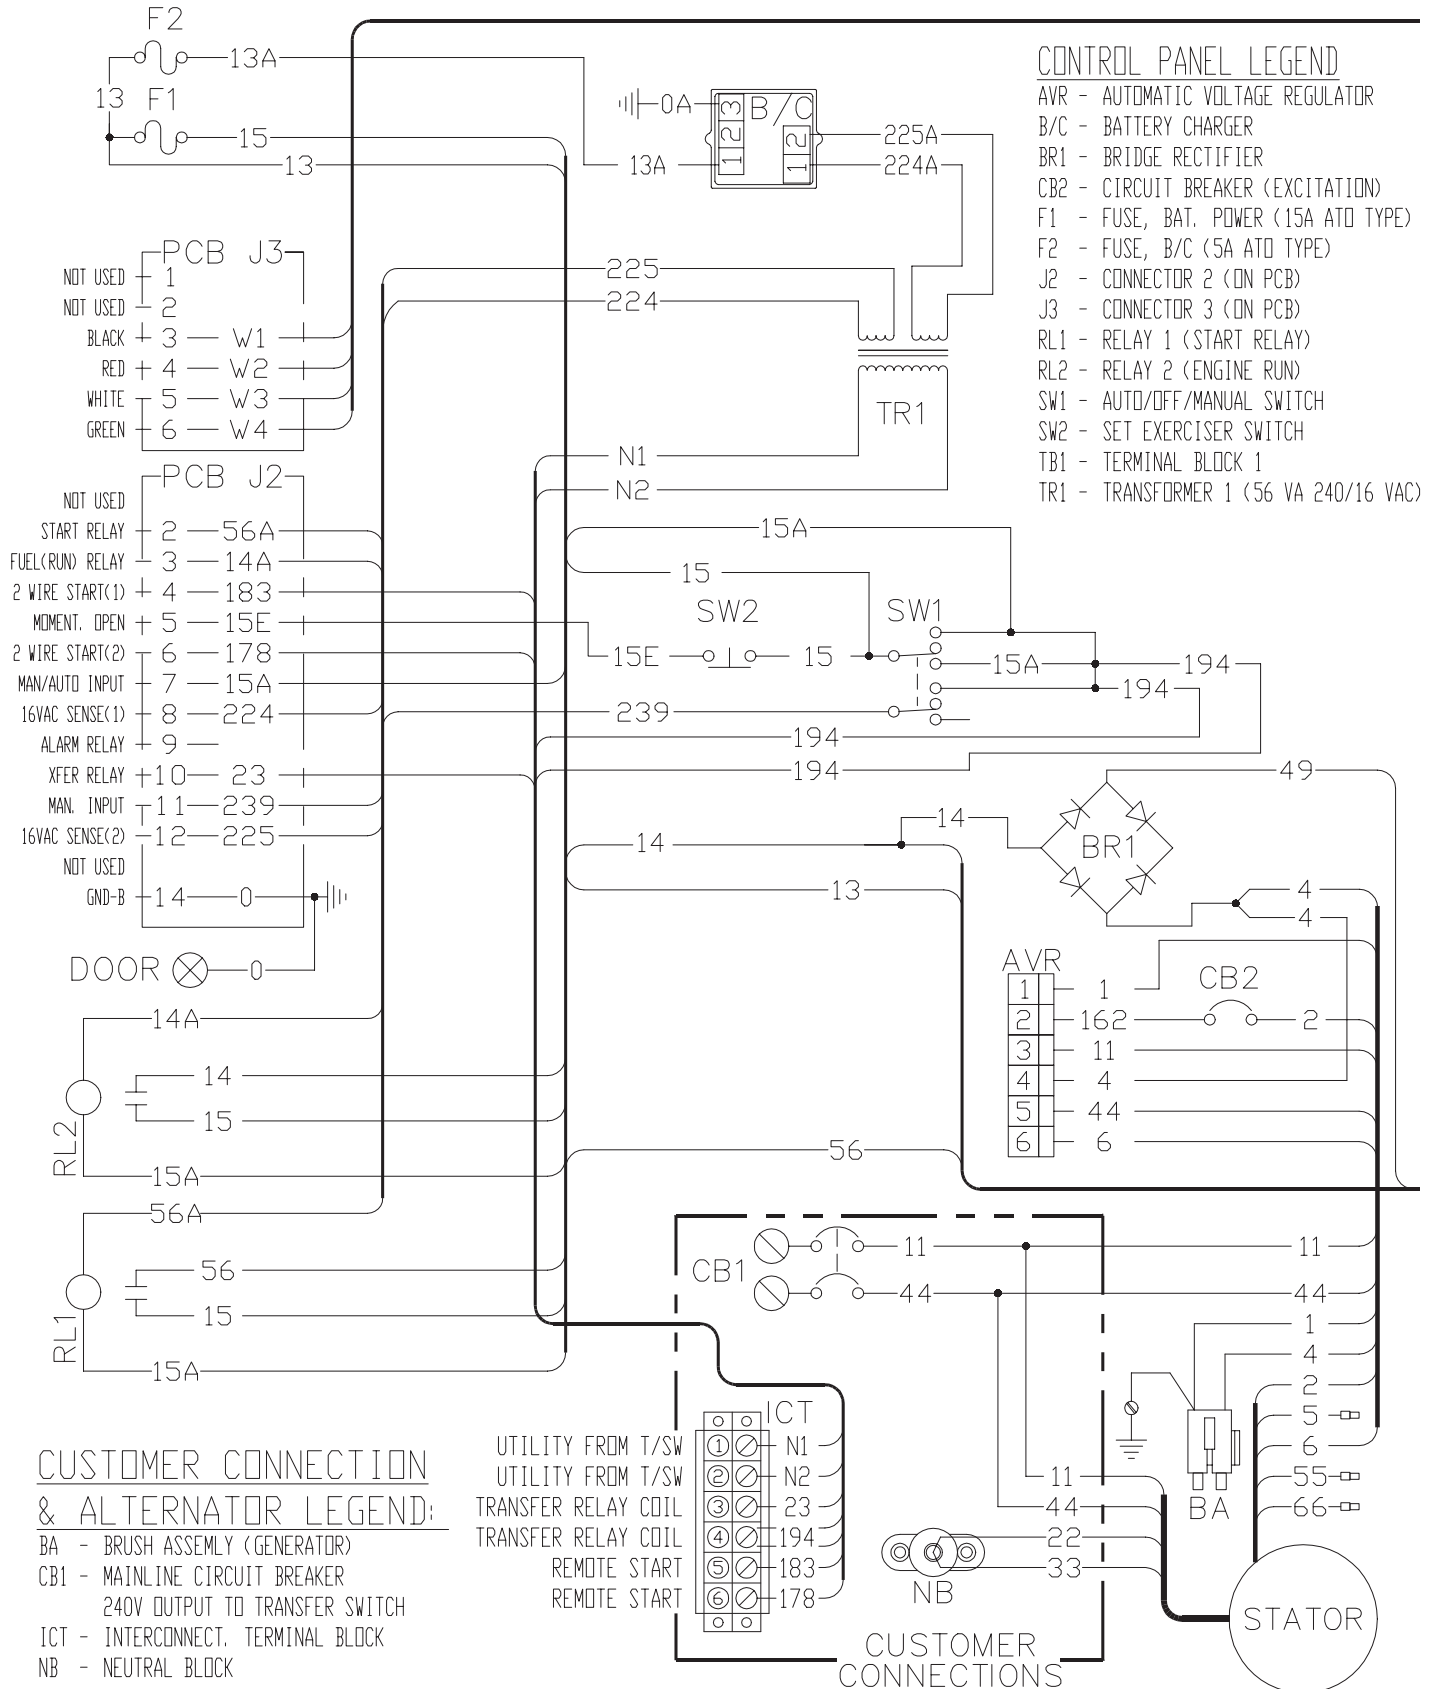 F2
13A
13
F1
15
13
0A
3
2
1
B/C
2
1
225A
224A
13A
CONTROL PANEL LEGEND
AVR - AUTOMATIC VOLTAGE REGULATOR
B/C - BATTERY CHARGER
BR1 - BRIDGE RECTIFIER
CB2 - CIRCUIT BREAKER (EXCITATION)
F1 - FUSE, BAT. POWER (15A ATO TYPE)
F2 - FUSE, B/C (5A ATO TYPE)
J2 - CONNECTOR 2 (ON PCB)
J3 - CONNECTOR 3 (ON PCB)
RL1 - RELAY 1 (START RELAY)
RL2 - RELAY 2 (ENGINE RUN)
SW1 - AUTO/OFF/MANUAL SWITCH
SW2 - SET EXERCISER SWITCH
TB1 - TERMINAL BLOCK 1
TR1 - TRANSFORMER 1 (56 VA 240/16 VAC)
PCB J3
NOT USED 1
NOT USED 2
BLACK 3 W1
RED 4 W2
WHITE 5 W3
GREEN 6 W4
225
224
TR1
N1
N2
PCB J2
NOT USED
START RELAY 2 56A
FUEL(RUN) RELAY 3 14A
2 WIRE START(1) 4 183
MOMENT. OPEN 5 15E
2 WIRE START(2) 6 178
MAN/AUTO INPUT 7 15A
16VAC SENSE(1) 8 224
ALARM RELAY 9
XFER RELAY 10 23
MAN. INPUT 11 239
16VAC SENSE(2) 12 225
NOT USED
GND-B 14 0
DOOR 0
15A
15
SW2
SW1
15E
15
15A
194
194
239
194
194
49
14
14
BR1
13
4
4
AVR
1 1
2 162
3 11
4 4
5 44
6 6
CB2
2
14A
14
15
RL2
15A
56
56A
56
15
RL1
15A
CB1
11
44
11
44
1
4
2
5
6
55
66
BA
ICT
UTILITY FROM T/SW 1 N1
UTILITY FROM T/SW 2 N2
TRANSFER RELAY COIL 3 23
TRANSFER RELAY COIL 4 194
REMOTE START 5 183
REMOTE START 6 178
11
44
22
33
NB
STATOR
CUSTOMER
CONNECTIONS
CUSTOMER CONNECTION
& ALTERNATOR LEGEND:
BA - BRUSH ASSEMLY (GENERATOR)
CB1 - MAINLINE CIRCUIT BREAKER
240V OUTPUT TO TRANSFER SWITCH
ICT - INTERCONNECT. TERMINAL BLOCK
NB - NEUTRAL BLOCK